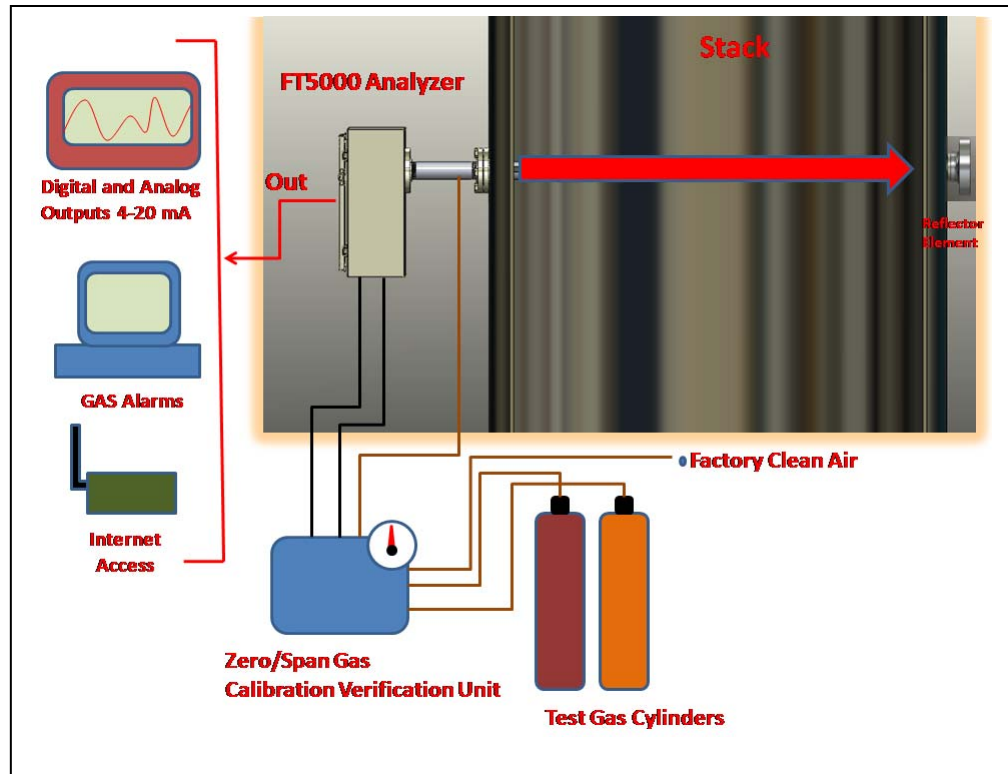 Stack
FT5000 Analyzer
Out
Digital and Analog
Outputs 4-20 mA
Reflector
Element
GAS Alarms
Internet
Access
Factory Clean Air
Zero/Span Gas
Calibration Verification Unit
Test Gas Cylinders